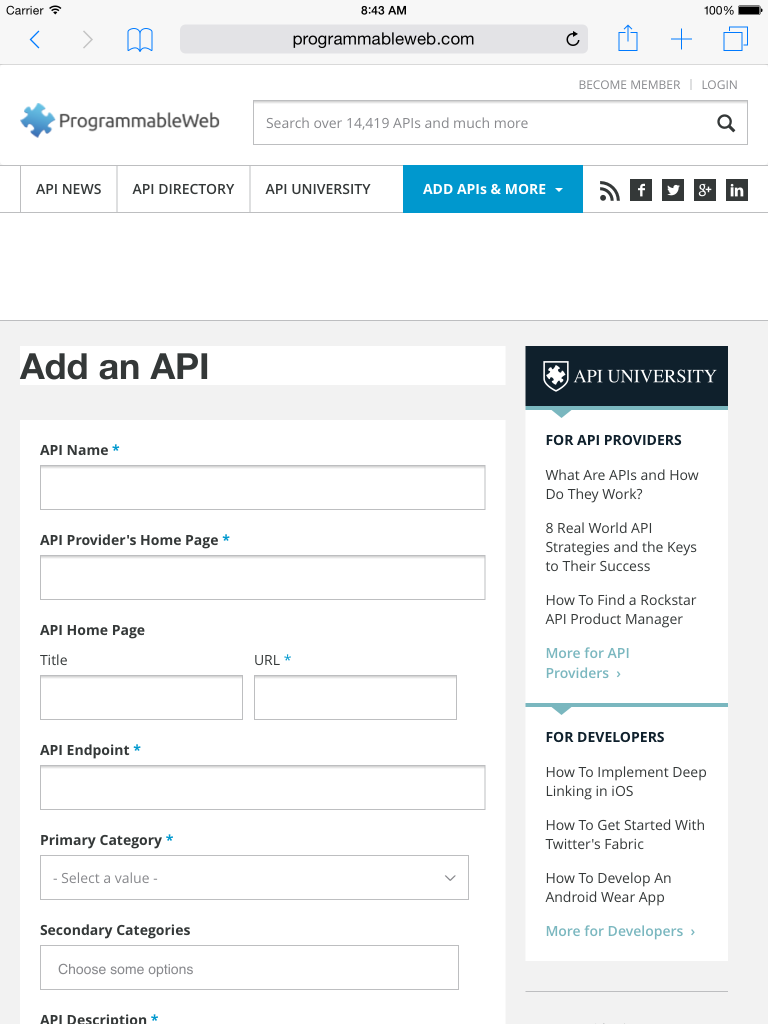 Carrier 8:43 AM 100%
programmableweb.com
BECOME MEMBER | LOGIN
ProgrammableWeb
Search over 14,419 APIs and much more
API NEWS API DIRECTORY API UNIVERSITY ADD APIs & MORE
Add an API
API Name *
API Provider's Home Page *
API Home Page
Title URL *
API Endpoint *
Primary Category *
- Select a value -
Secondary Categories
Choose some options
API Description *
API UNIVERSITY
FOR API PROVIDERS
What Are APIs and How
Do They Work?
8 Real World API
Strategies and the Keys
to Their Success
How To Find a Rockstar
API Product Manager
More for API
Providers ›
FOR DEVELOPERS
How To Implement Deep
Linking in iOS
How To Get Started With
Twitter's Fabric
How To Develop An
Android Wear App
More for Developers ›